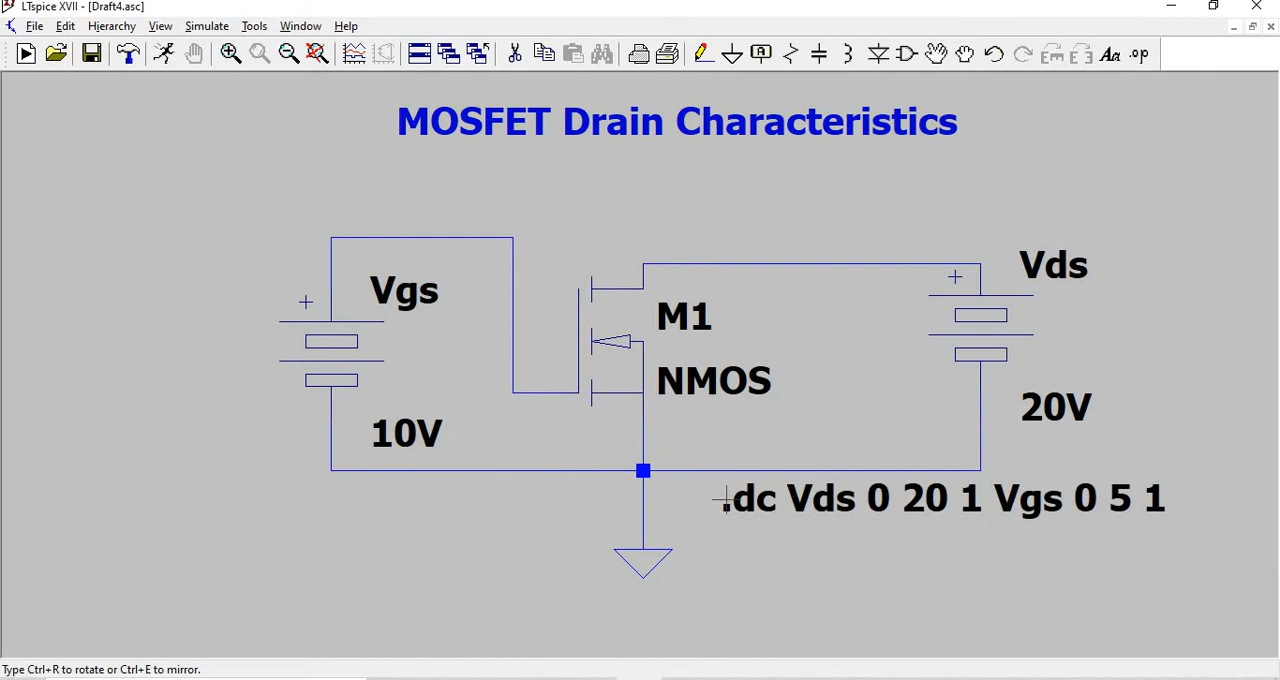 LTspice XVII - [Draft4.asc]
File Edit Hierarchy View Simulate Tools Window Help
Aa .op
MOSFET Drain Characteristics
Vds
Vgs
M1
NMOS
20V
10V
.dc Vds 0 20 1 Vgs 0 5 1
Type Ctrl+R to rotate or Ctrl+E to mirror.